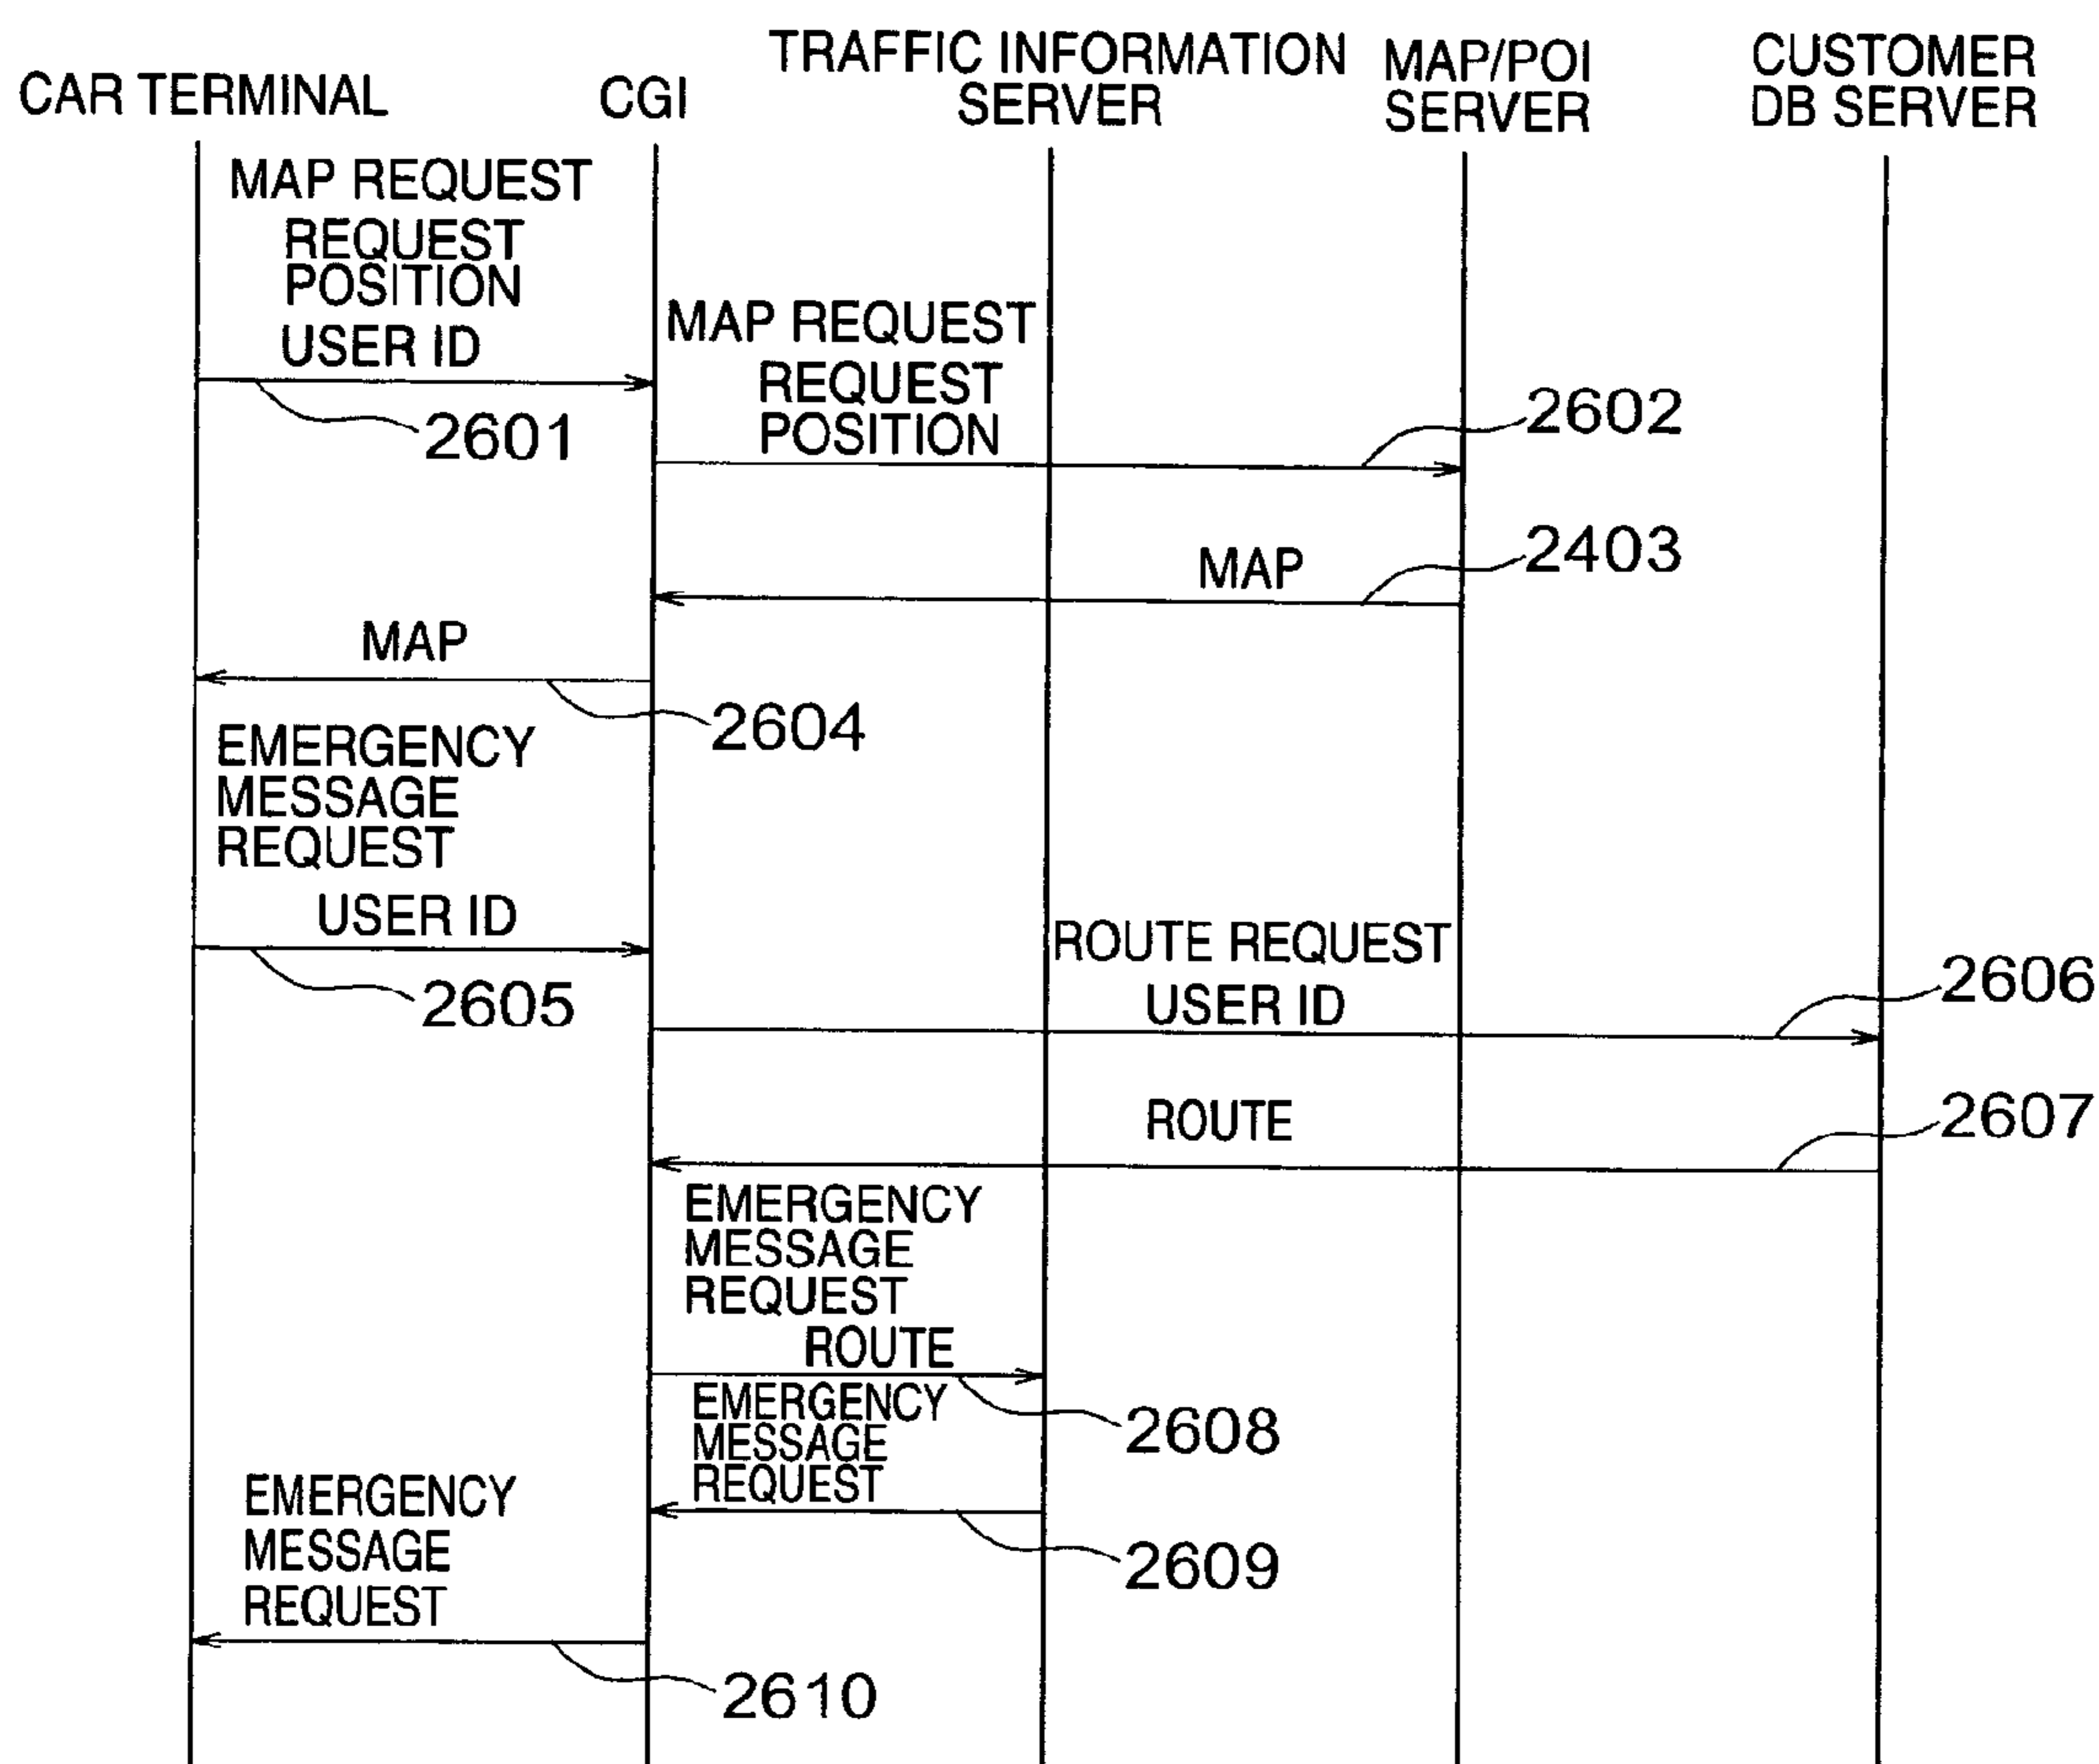 CAR TERMINAL
CGI
TRAFFIC INFORMATION
SERVER
MAP/POI
SERVER
CUSTOMER
DB SERVER
MAP REQUEST
REQUEST
POSITION
USER ID
2601
MAP REQUEST
REQUEST
POSITION
2602
MAP
2403
MAP
2604
EMERGENCY
MESSAGE
REQUEST
USER ID
2605
ROUTE REQUEST
USER ID
2606
ROUTE
2607
EMERGENCY
MESSAGE
REQUEST
ROUTE
2608
EMERGENCY
MESSAGE
REQUEST
2609
EMERGENCY
MESSAGE
REQUEST
2610